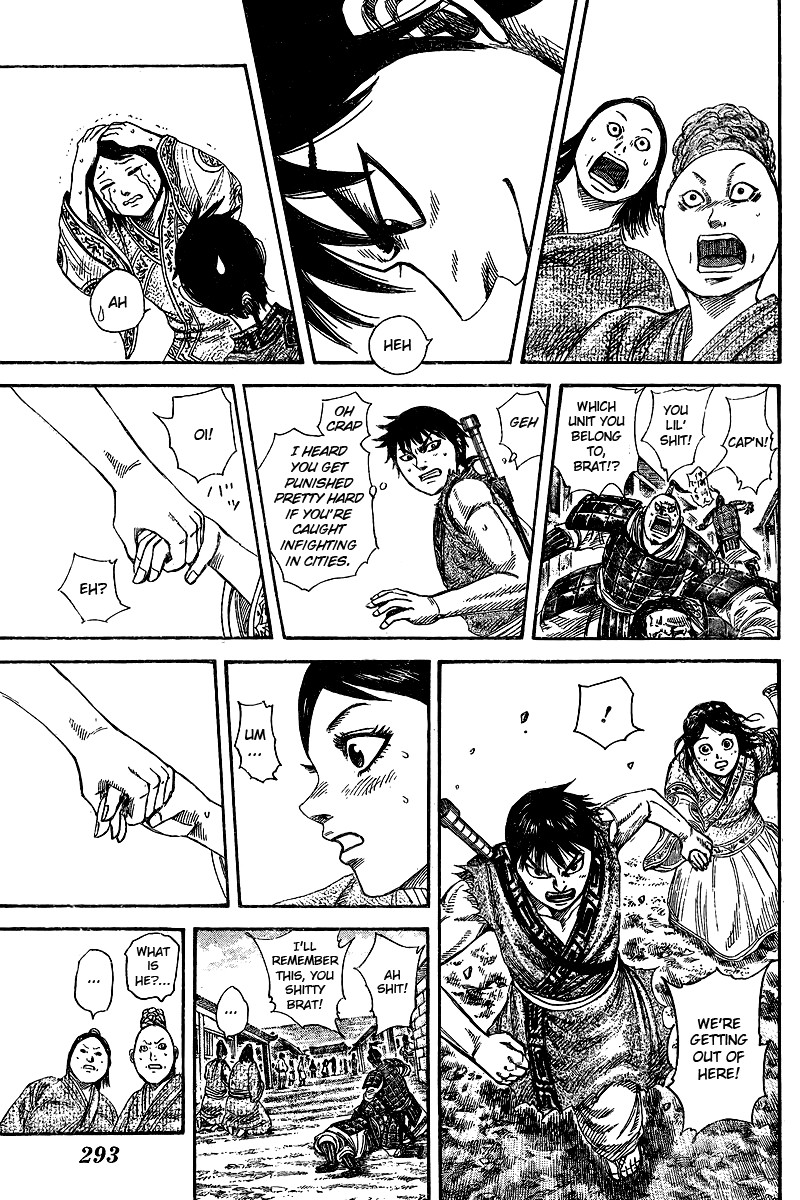 HEH
AH
CAP'N!
YOU
LIL'
SHIT!
WHICH
UNIT YOU
BELONG
TO,
BRAT!?
GEH
OH
CRAP
I HEARD
YOU GET
PUNISHED
PRETTY HARD
IF YOU'RE
CAUGHT
INFIGHTING
IN CITIES.
OI!
EH?
!
WE'RE
GETTING
OUT OF
HERE!
UM
...
AH
SHIT!
I'LL
REMEMBER
THIS, YOU
SHITTY
BRAT!
...
WHAT
IS
HE?...
...
293